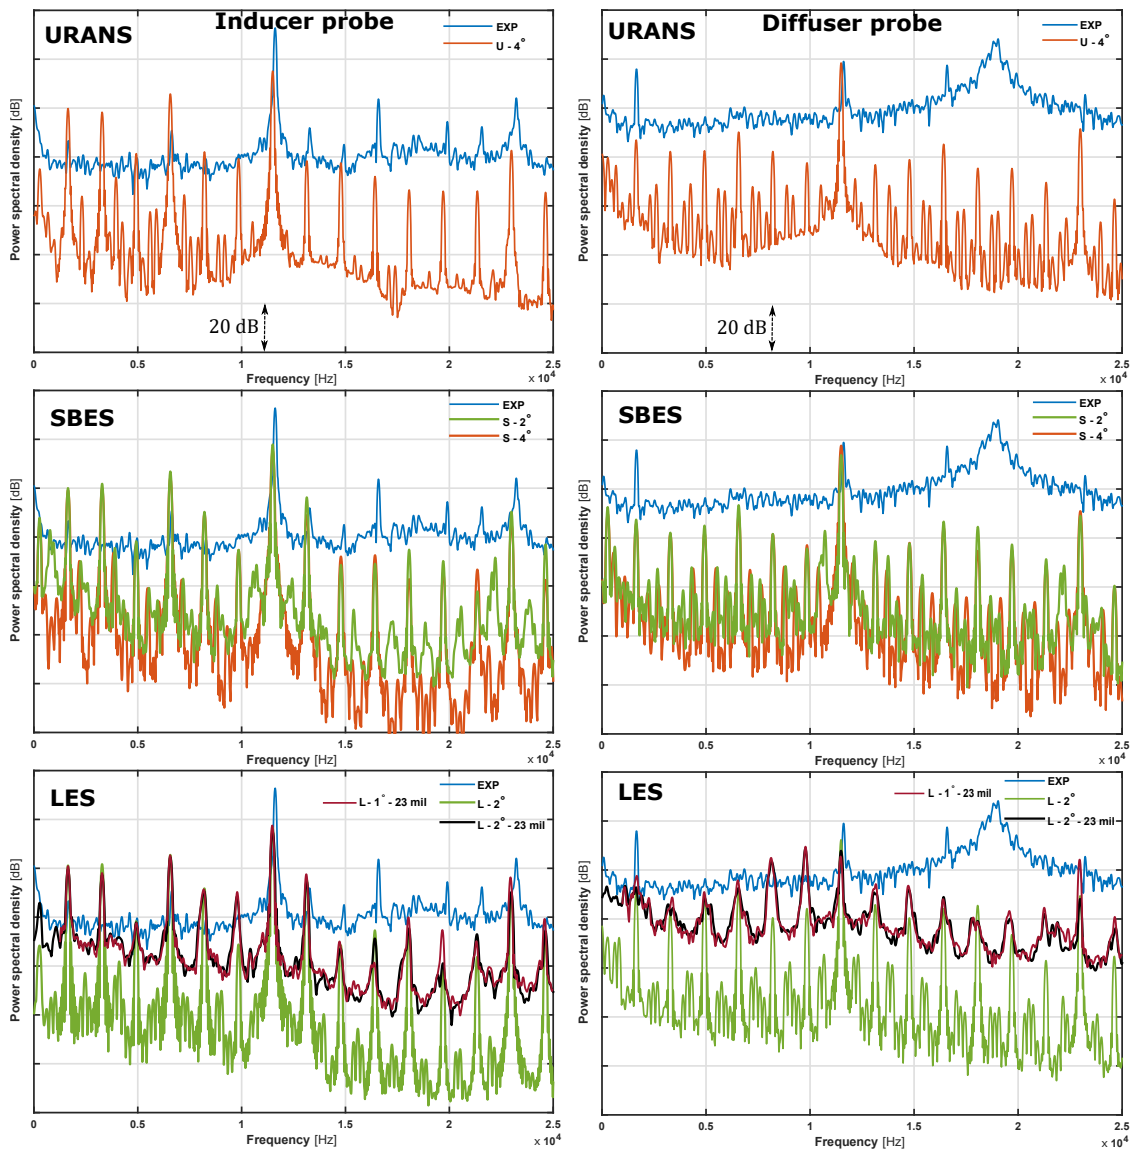 Inducer probe
URANS
EXP
U - 4°
Power spectral density [dB]
20 dB
0 0.5 1 1.5 2 2.5
Frequency [Hz]
x 10⁴
Diffuser probe
URANS
EXP
U - 4°
Power spectral density [dB]
20 dB
0 0.5 1 1.5 2 2.5
Frequency [Hz]
x 10⁴
SBES
EXP
S - 2°
S - 4°
Power spectral density [dB]
0 0.5 1 1.5 2 2.5
Frequency [Hz]
x 10⁴
SBES
EXP
S - 2°
S - 4°
Power spectral density [dB]
0 0.5 1 1.5 2 2.5
Frequency [Hz]
x 10⁴
LES
L - 1° - 23 mil
EXP
L - 2°
L - 2° - 23 mil
Power spectral density [dB]
0 0.5 1 1.5 2 2.5
Frequency [Hz]
x 10⁴
LES
L - 1° - 23 mil
EXP
L - 2°
L - 2° - 23 mil
Power spectral density [dB]
0 0.5 1 1.5 2 2.5
Frequency [Hz]
x 10⁴